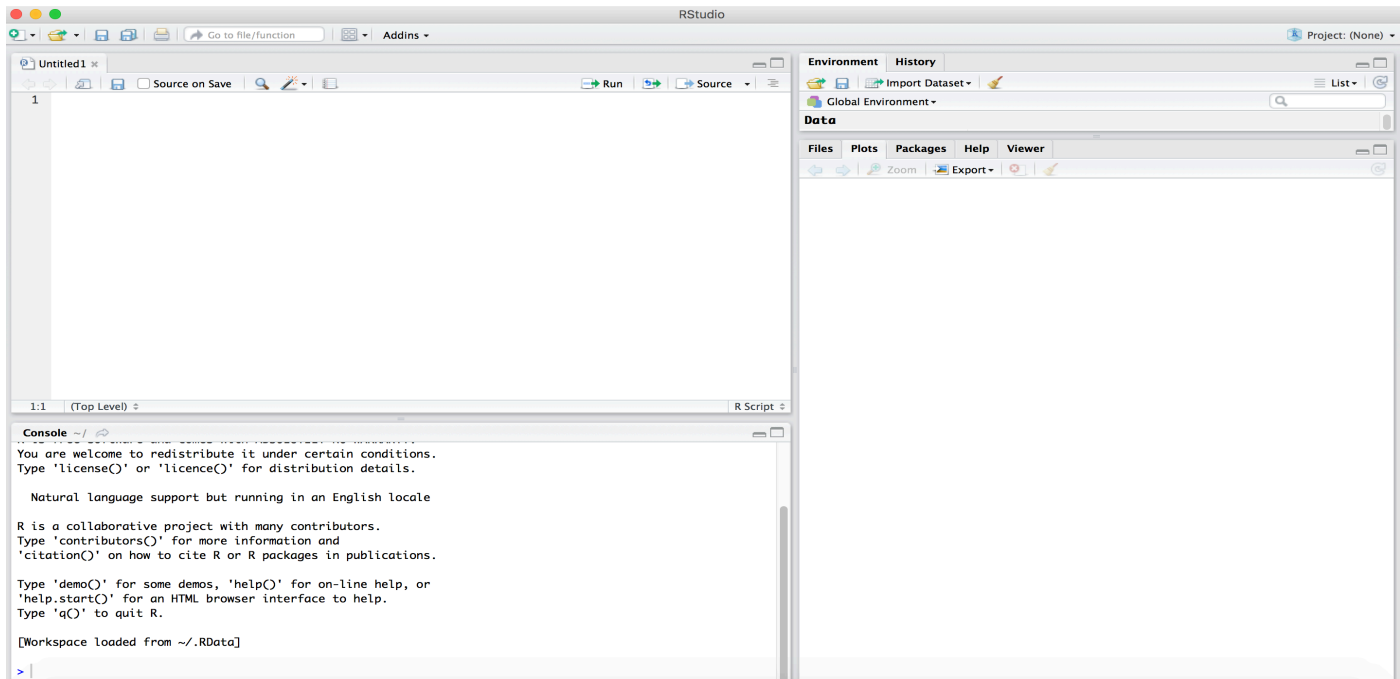 RStudio
Go to file/function
Addins
Project: (None)
Untitled1
Source on Save
Run
Source
1
1:1
(Top Level)
R Script
Console ~/
You are welcome to redistribute it under certain conditions.
Type 'license()' or 'licence()' for distribution details.
Natural language support but running in an English locale
R is a collaborative project with many contributors.
Type 'contributors()' for more information and
'citation()' on how to cite R or R packages in publications.
Type 'demo()' for some demos, 'help()' for on-line help, or
'help.start()' for an HTML browser interface to help.
Type 'q()' to quit R.
[Workspace loaded from ~/.RData]
>
Environment
History
Import Dataset
List
Global Environment
Data
Files
Plots
Packages
Help
Viewer
Zoom
Export